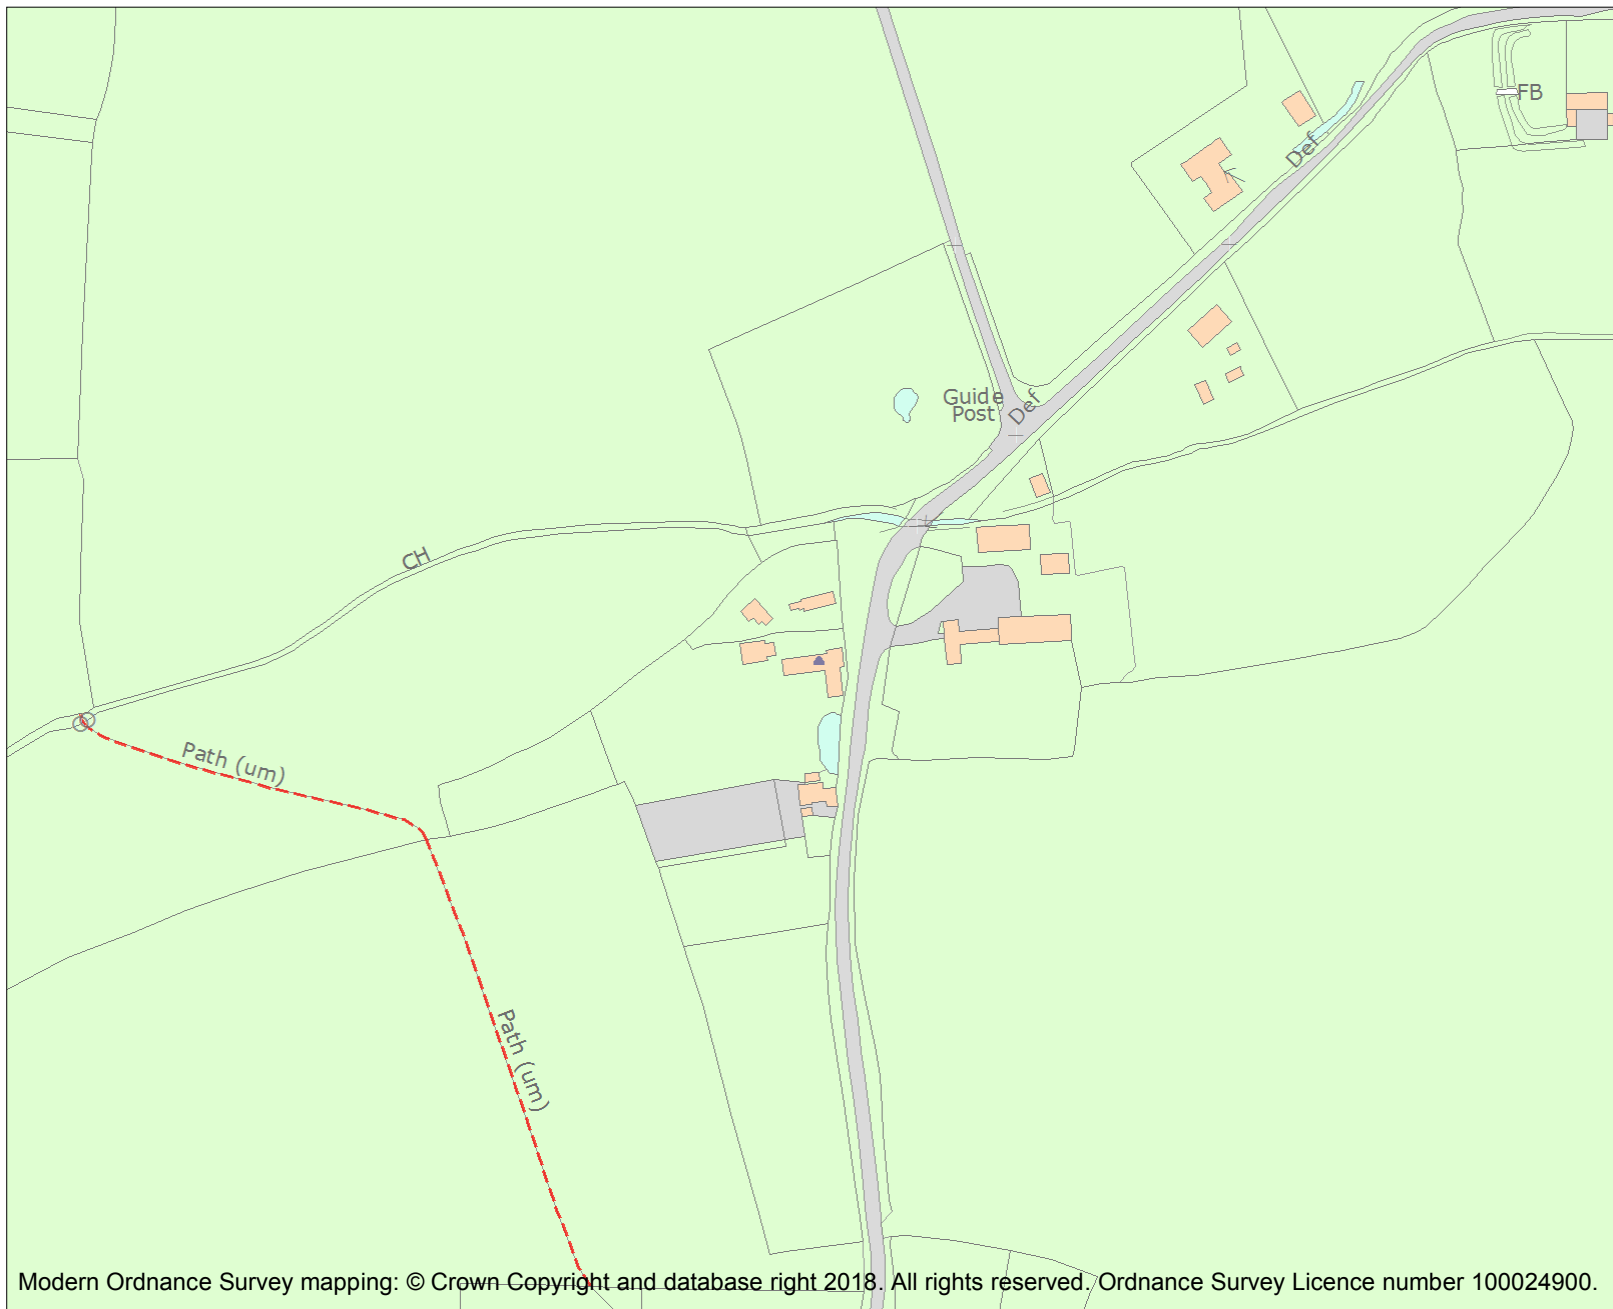 FB
Def
Guide
Post
Def
CH
Path (um)
Path (um)
Modern Ordnance Survey mapping: © Crown Copyright and database right 2018. All rights reserved. Ordnance Survey Licence number 100024900.